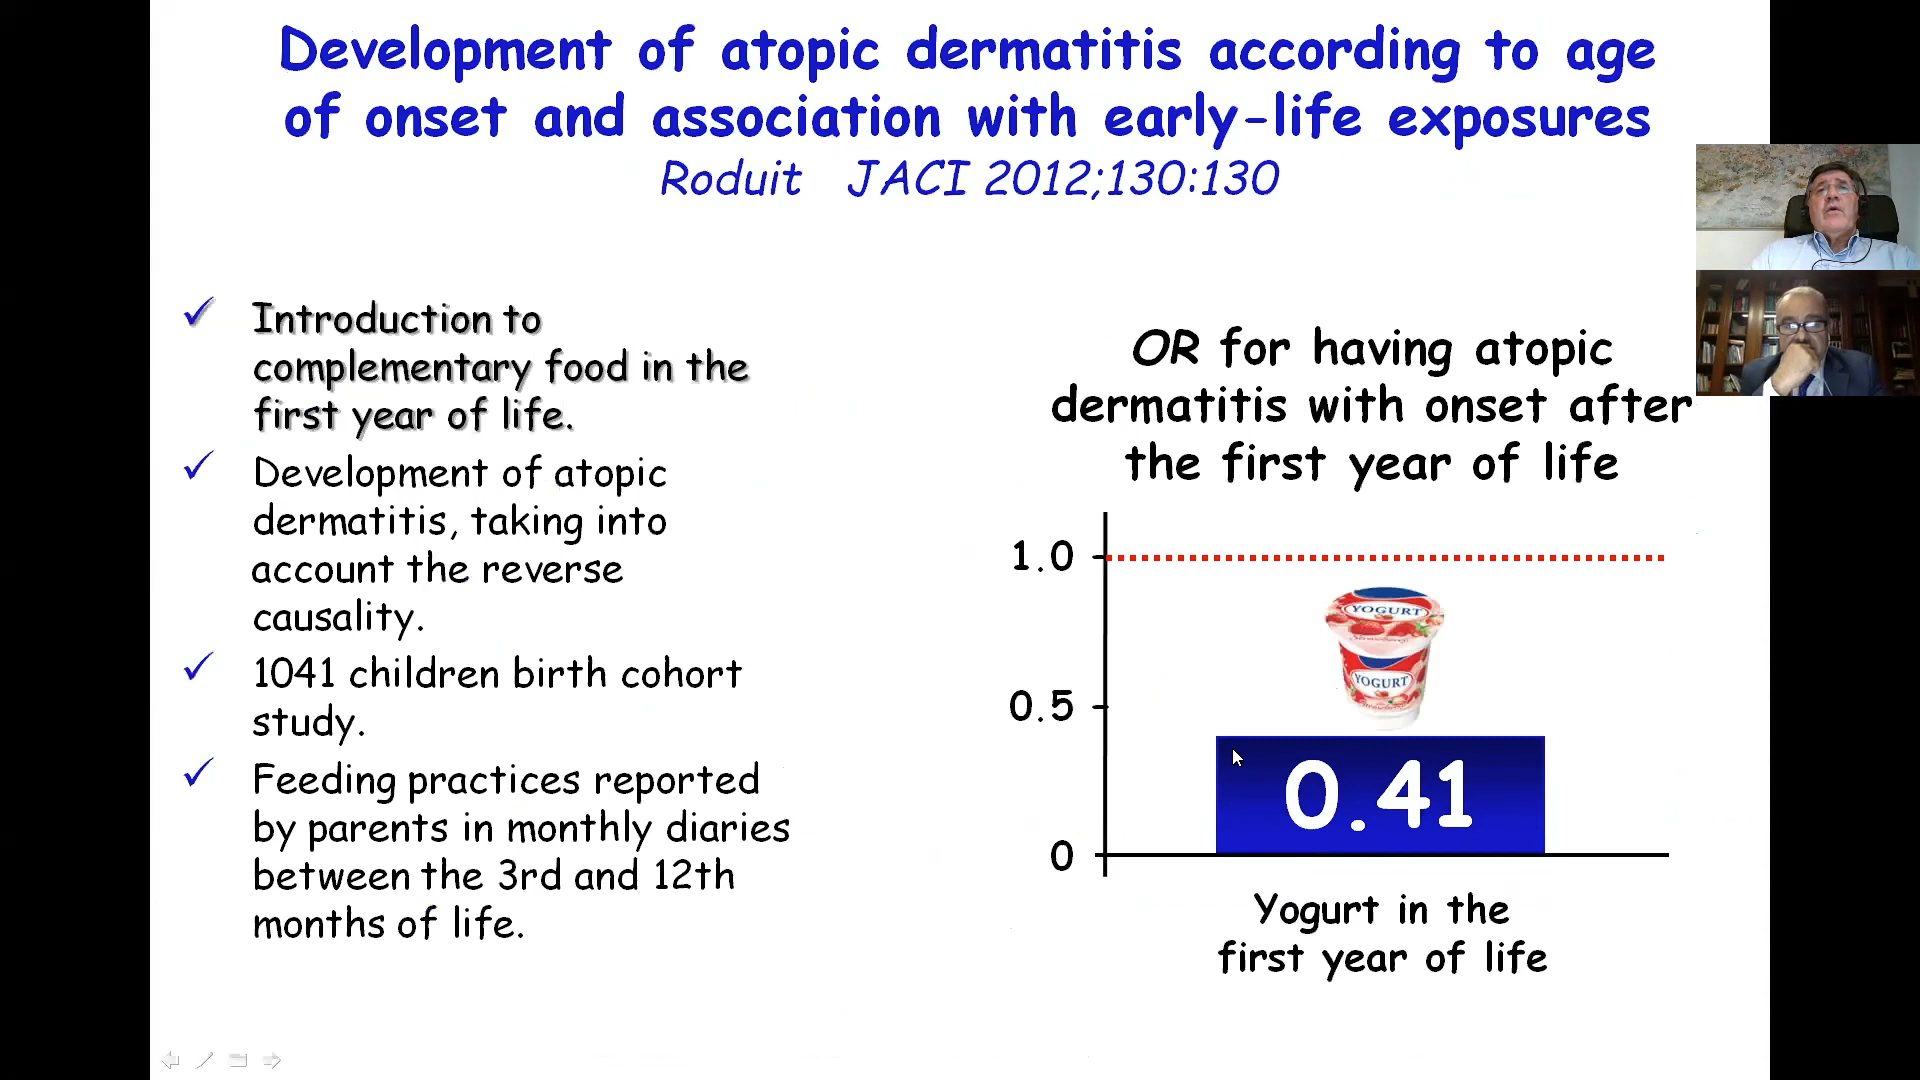 Development of atopic dermatitis according to age
of onset and association with early-life exposures
Roduit JACI 2012;130:130
✓ Introduction to
complementary food in the
first year of life.
✓ Development of atopic
dermatitis, taking into
account the reverse
causality.
✓ 1041 children birth cohort
study.
✓ Feeding practices reported
by parents in monthly diaries
between the 3rd and 12th
months of life.
OR for having atopic
dermatitis with onset after
the first year of life
1.0
YOGURT
YOGURT
0.5
0.41
0
Yogurt in the
first year of life